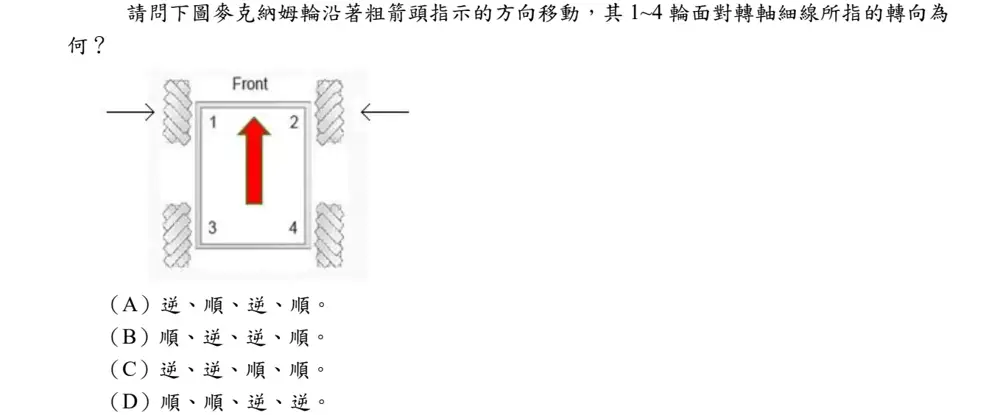 請問下圖麥克納姆輪沿著粗箭頭指示的方向移動，其 1~4 輪面對轉軸細線所指的轉向為
何？
Front
1 2
3 4
（A）逆、順、逆、順。
（B）順、逆、逆、順。
（C）逆、逆、順、順。
（D）順、順、逆、逆。